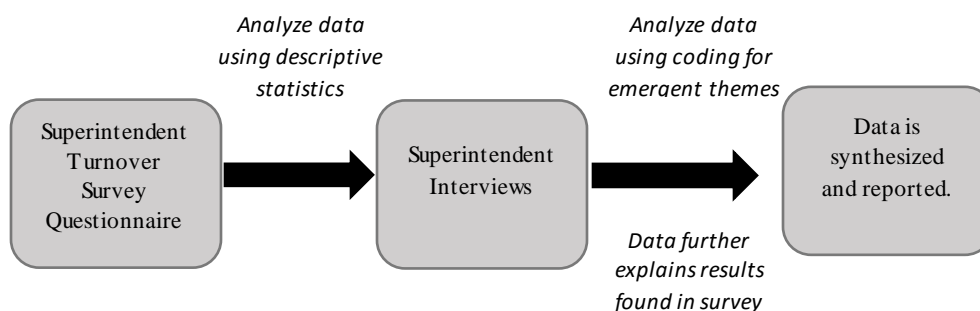 Analyze data
using descriptive
statistics
Analyze data
using coding for
emergent themes
Superintendent
Turnover
Survey
Questionnaire
Superintendent
Interviews
Data is
synthesized
and reported.
Data further
explains results
found in survey